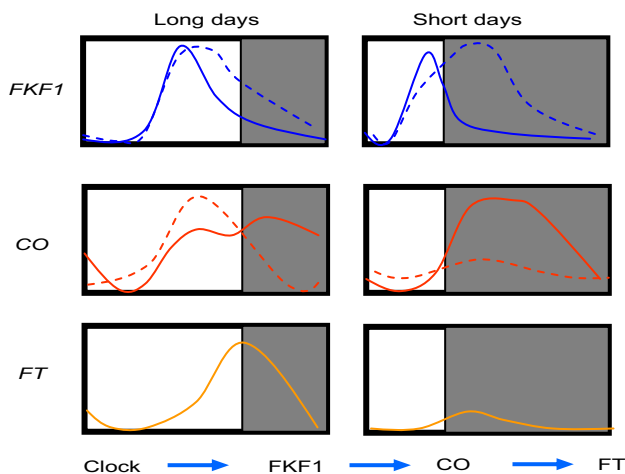 Long days
Short days
FKF1
CO
FT
Clock FKF1 CO FT